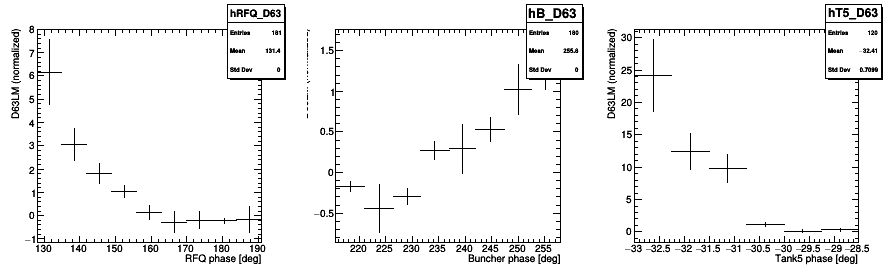 hRFQ_D63
Entries 181
Mean 131.4
Std Dev 0
D63LM (normalized)
8
7
6
5
4
3
2
1
0
−1
130 140 150 160 170 180 190
RFQ phase [deg]
hB_D63
Entries 180
Mean 255.6
Std Dev 0
(normalized)
1.5
1
0.5
0
−0.5
220 225 230 235 240 245 250 255
Buncher phase [deg]
hT5_D63
Entries 120
Mean −32.41
Std Dev 0.7099
D63LM (normalized)
30
25
20
15
10
5
0
−33 −32.5 −32 −31.5 −31 −30.5 −30 −29.5 −29 −28.5
Tank5 phase [deg]